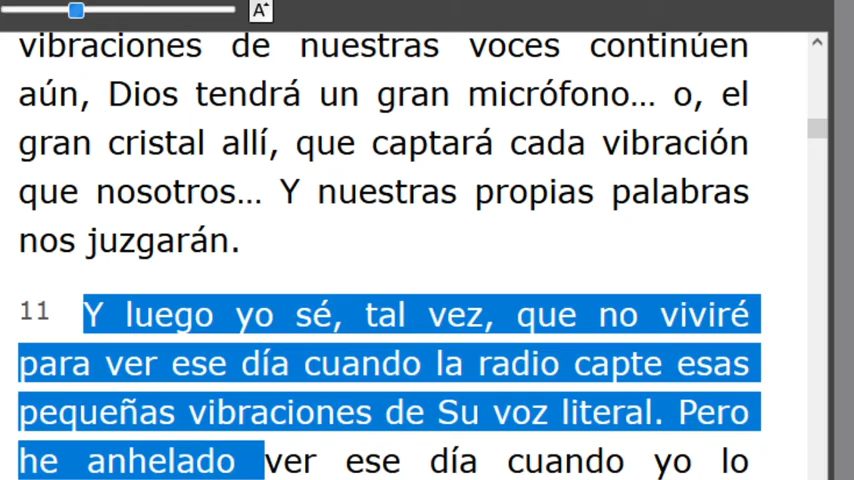 A
vibraciones de nuestras voces continúen
aún, Dios tendrá un gran micrófono… o, el
gran cristal allí, que captará cada vibración
que nosotros… Y nuestras propias palabras
nos juzgarán.
11 Y luego yo sé, tal vez, que no viviré
para ver ese día cuando la radio capte esas
pequeñas vibraciones de Su voz literal. Pero
he anhelado ver ese día cuando yo lo